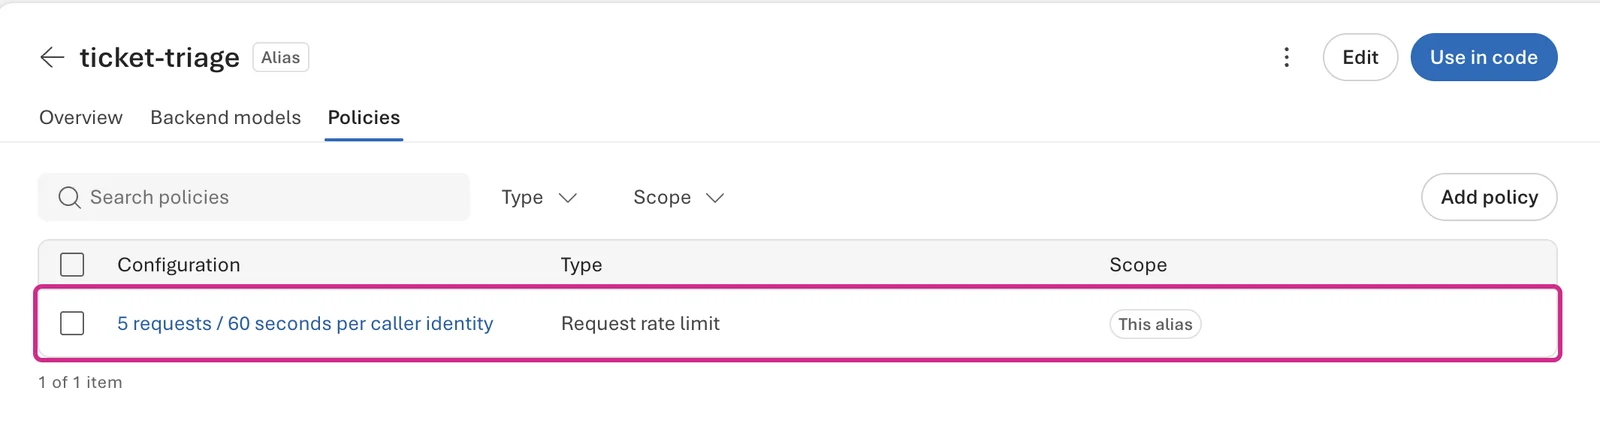 ticket-triage Alias Edit Use in code
Overview Backend models Policies
Search policies Type Scope Add policy
Configuration Type Scope
5 requests / 60 seconds per caller identity Request rate limit This alias
1 of 1 item